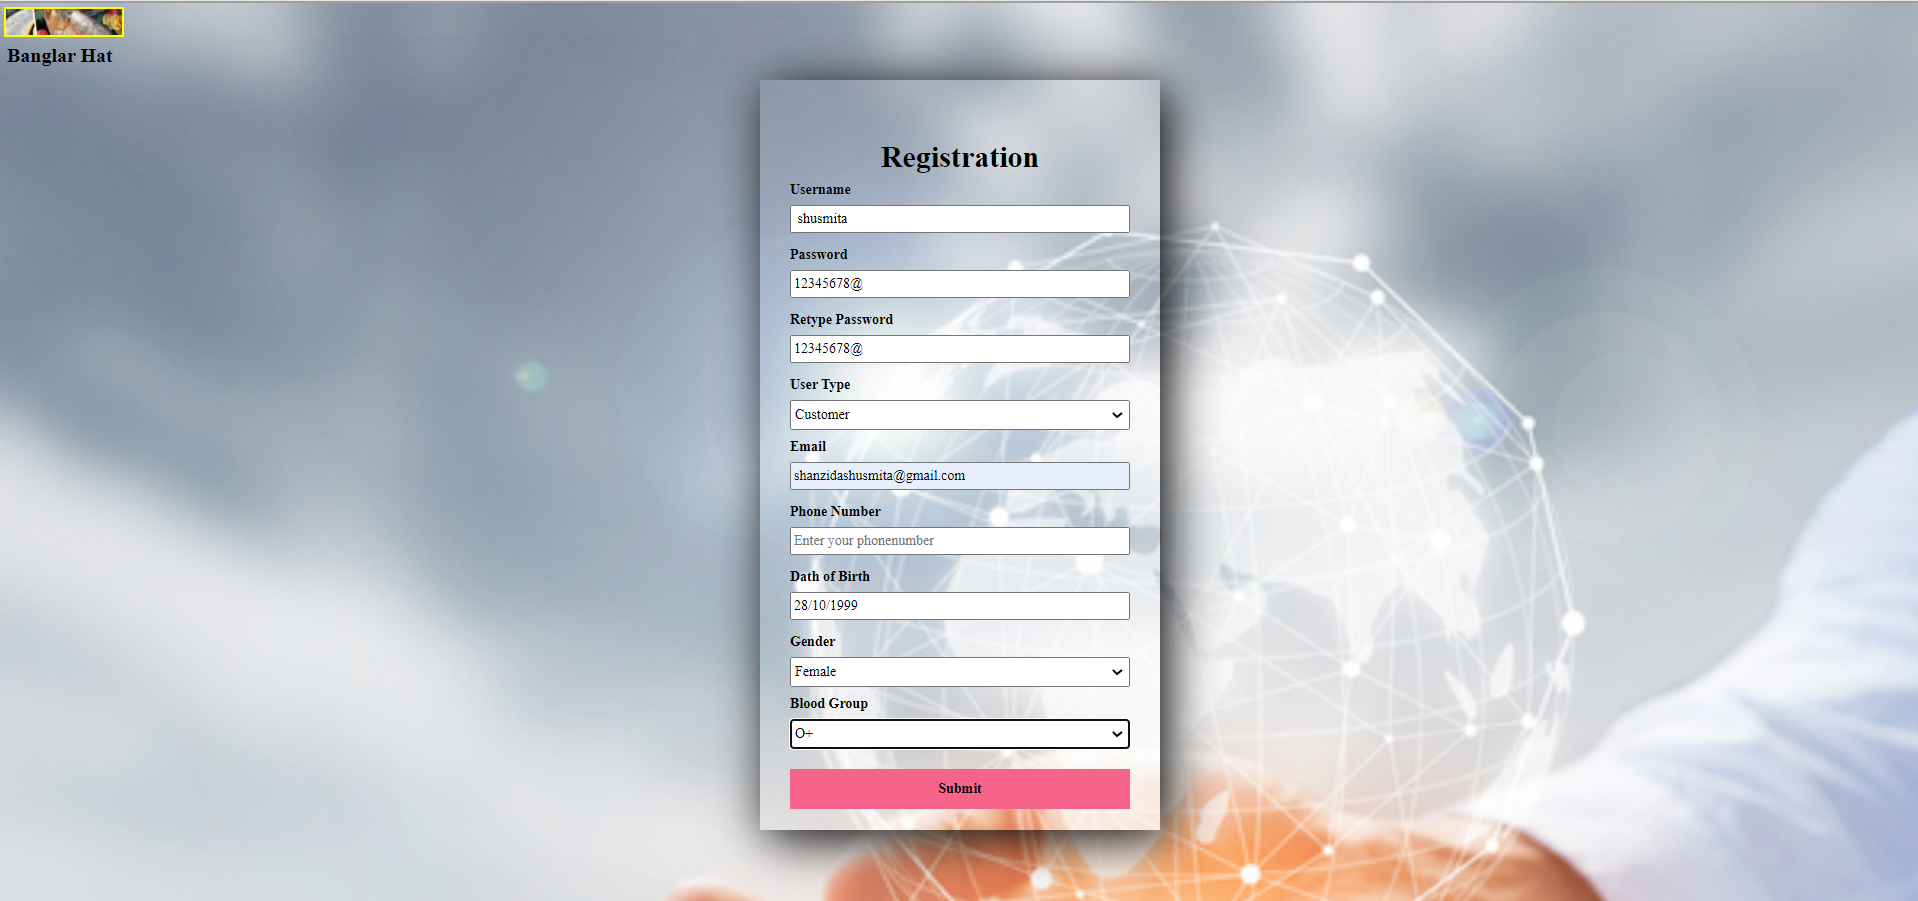 Banglar Hat
Registration
Username
shusmita
Password
12345678@
Retype Password
12345678@
User Type
Customer
Email
shanzidashusmita@gmail.com
Phone Number
Enter your phonenumber
Dath of Birth
28/10/1999
Gender
Female
Blood Group
O+
Submit